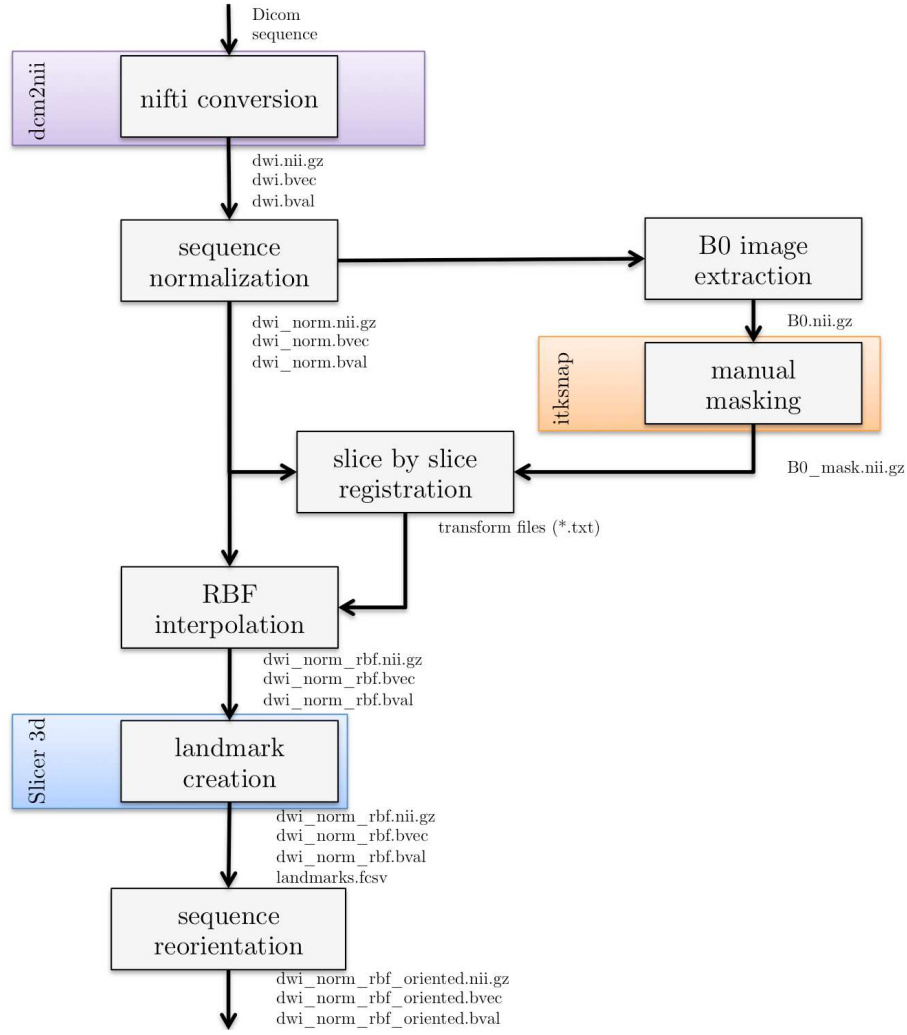 Dicom
sequence
dcm2nii
nifti conversion
dwi.nii.gz
dwi.bvec
dwi.bval
sequence
normalization
B0 image
extraction
dwi_norm.nii.gz
dwi_norm.bvec
dwi_norm.bval
B0.nii.gz
itksnap
manual
masking
slice by slice
registration
B0_mask.nii.gz
transform files (*.txt)
RBF
interpolation
dwi_norm_rbf.nii.gz
dwi_norm_rbf.bvec
dwi_norm_rbf.bval
Slicer 3d
landmark
creation
dwi_norm_rbf.nii.gz
dwi_norm_rbf.bvec
dwi_norm_rbf.bval
landmarks.fcsv
sequence
reorientation
dwi_norm_rbf_oriented.nii.gz
dwi_norm_rbf_oriented.bvec
dwi_norm_rbf_oriented.bval